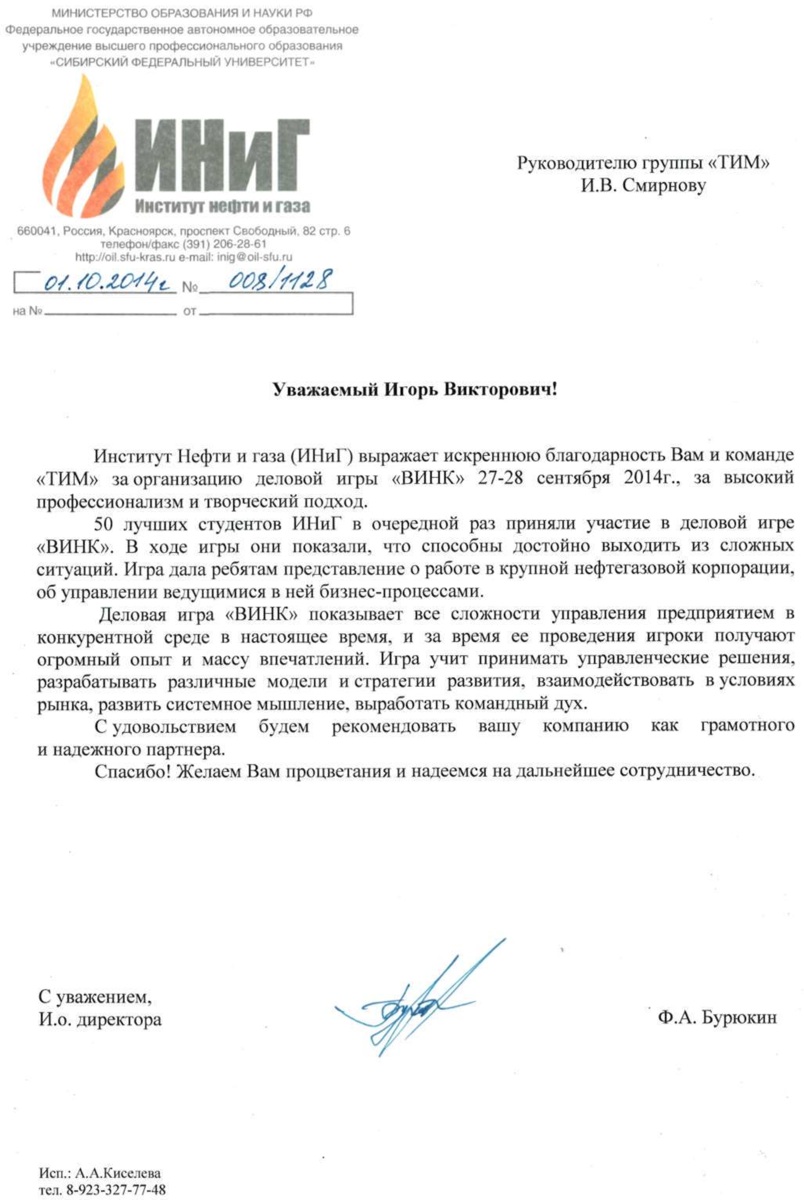 МИНИСТЕРСТВО ОБРАЗОВАНИЯ И НАУКИ РФ
Федеральное государственное автономное образовательное
учреждение высшего профессионального образования
«СИБИРСКИЙ ФЕДЕРАЛЬНЫЙ УНИВЕРСИТЕТ»
ИНиГ
Институт нефти и газа
660041, Россия, Красноярск, проспект Свободный, 82 стр. 6
телефон/факс (391) 206-28-61
http://oil.sfu-kras.ru e-mail: inig@oil-sfu.ru
01.10.2014г № 008/1128
на № от
Руководителю группы «ТИМ»
И.В. Смирнову
Уважаемый Игорь Викторович!
Институт Нефти и газа (ИНиГ) выражает искреннюю благодарность Вам и команде
«ТИМ» за организацию деловой игры «ВИНК» 27-28 сентября 2014г., за высокий
профессионализм и творческий подход.
50 лучших студентов ИНиГ в очередной раз приняли участие в деловой игре
«ВИНК». В ходе игры они показали, что способны достойно выходить из сложных
ситуаций. Игра дала ребятам представление о работе в крупной нефтегазовой корпорации,
об управлении ведущимися в ней бизнес-процессами.
Деловая игра «ВИНК» показывает все сложности управления предприятием в
конкурентной среде в настоящее время, и за время ее проведения игроки получают
огромный опыт и массу впечатлений. Игра учит принимать управленческие решения,
разрабатывать различные модели и стратегии развития, взаимодействовать в условиях
рынка, развить системное мышление, выработать командный дух.
С удовольствием будем рекомендовать вашу компанию как грамотного
и надежного партнера.
Спасибо! Желаем Вам процветания и надеемся на дальнейшее сотрудничество.
С уважением,
И.о. директора
Ф.А. Бурюкин
Исп.: А.А.Киселева
тел. 8-923-327-77-48